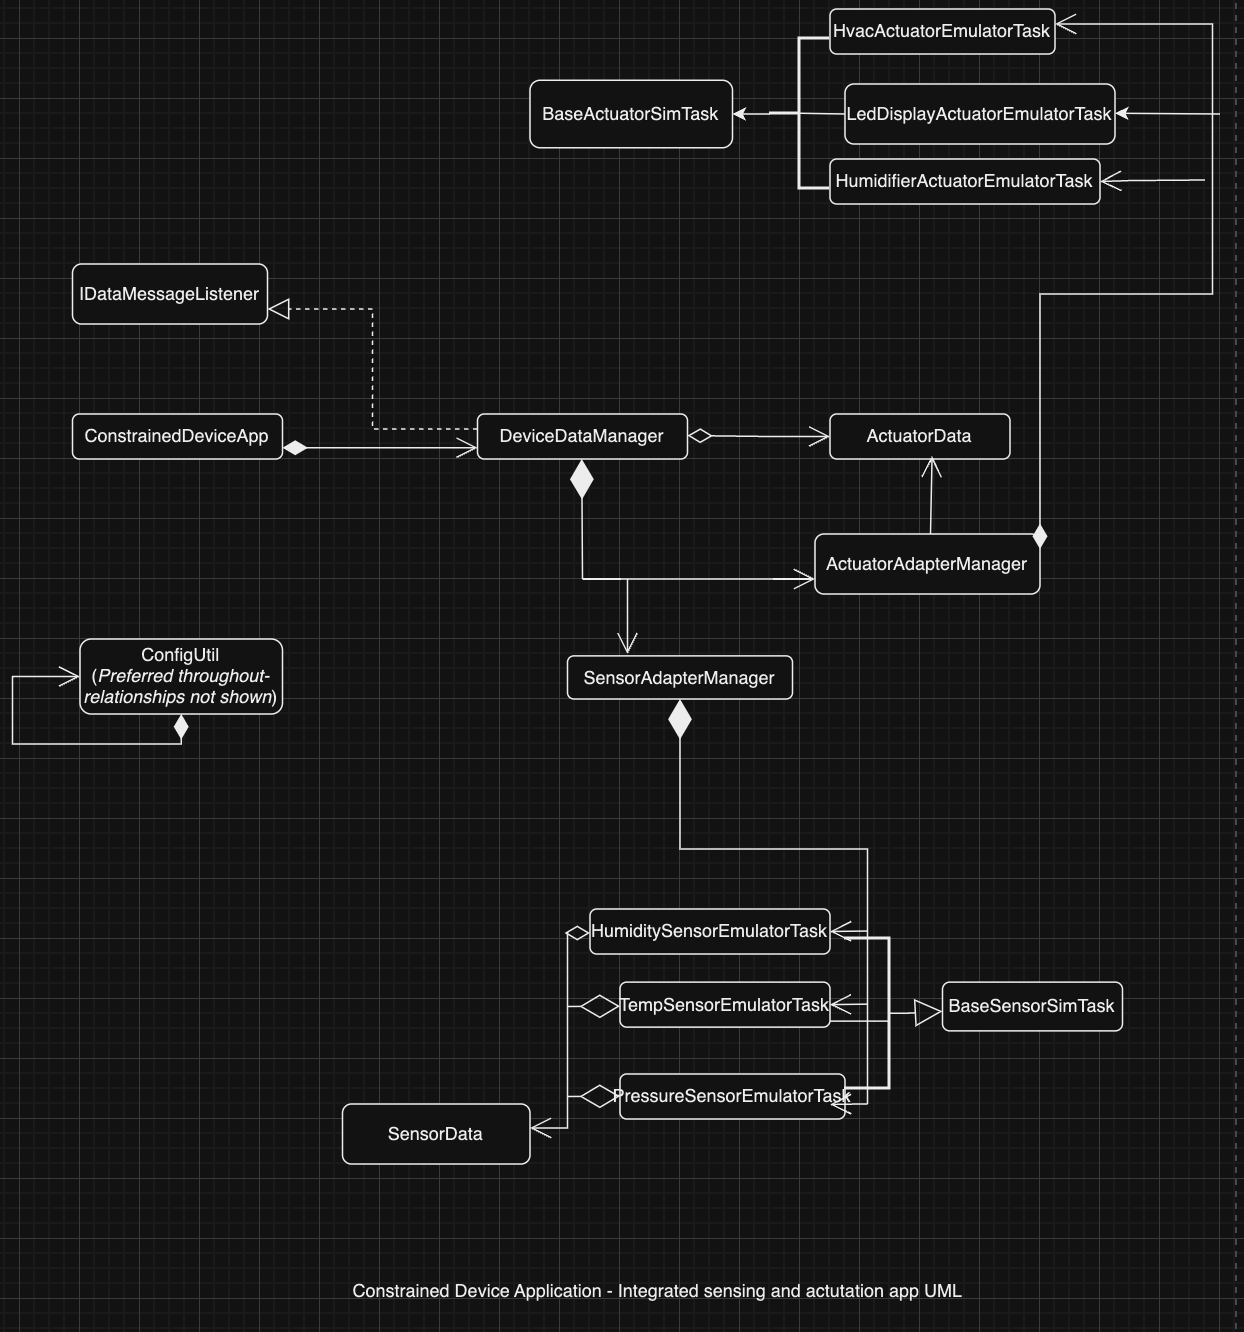 HvacActuatorEmulatorTask
BaseActuatorSimTask
LedDisplayActuatorEmulatorTask
HumidifierActuatorEmulatorTask
IDataMessageListener
ConstrainedDeviceApp
DeviceDataManager
ActuatorData
ActuatorAdapterManager
ConfigUtil
(Preferred throughout-
relationships not shown)
SensorAdapterManager
HumiditySensorEmulatorTask
TempSensorEmulatorTask
BaseSensorSimTask
PressureSensorEmulatorTask
SensorData
Constrained Device Application - Integrated sensing and actutation app UML